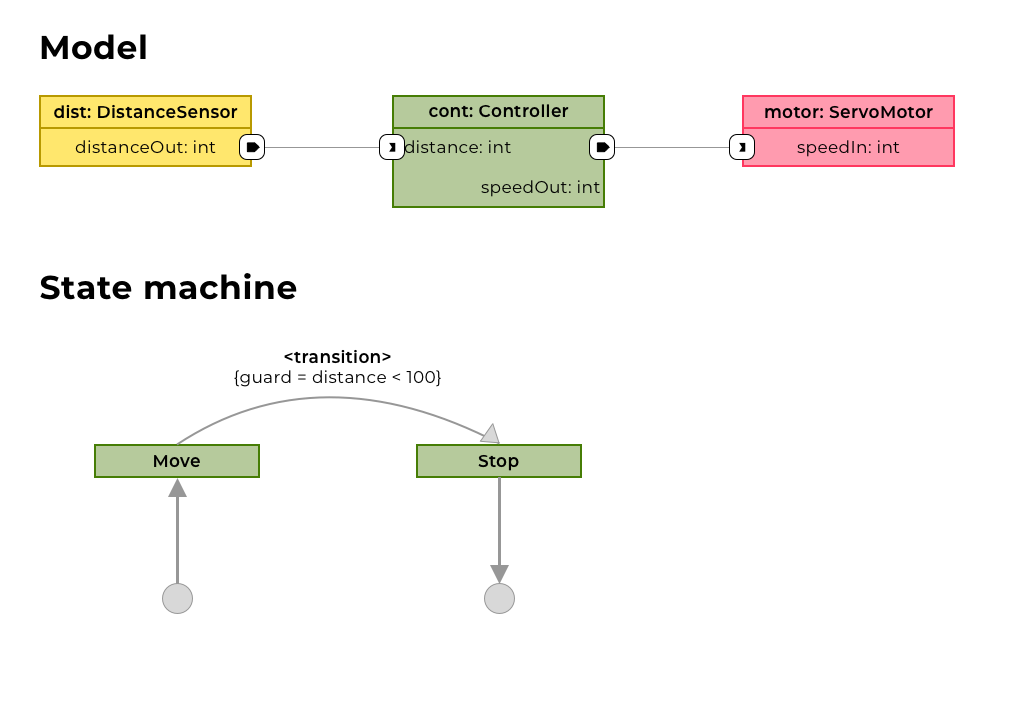 Model
dist: DistanceSensor
distanceOut: int
cont: Controller
distance: int
speedOut: int
motor: ServoMotor
speedIn: int
State machine
<transition>
{guard = distance < 100}
Move
Stop